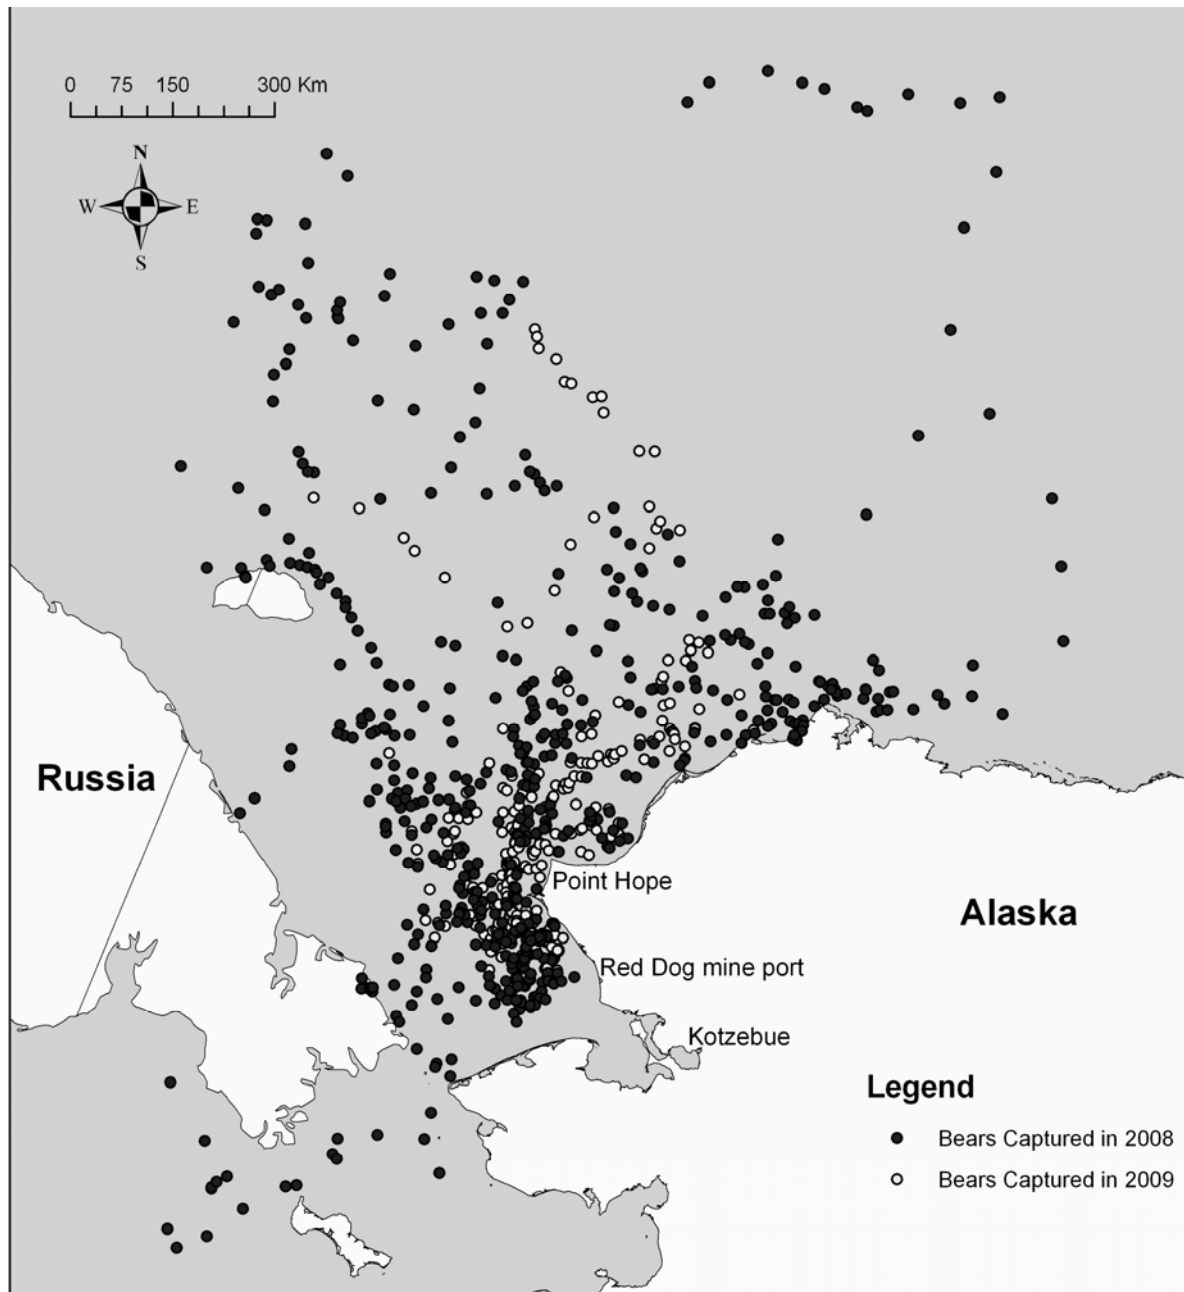 0 75 150 300 Km
N
W E
S
Russia
Point Hope
Alaska
Red Dog mine port
Kotzebue
Legend
Bears Captured in 2008
Bears Captured in 2009